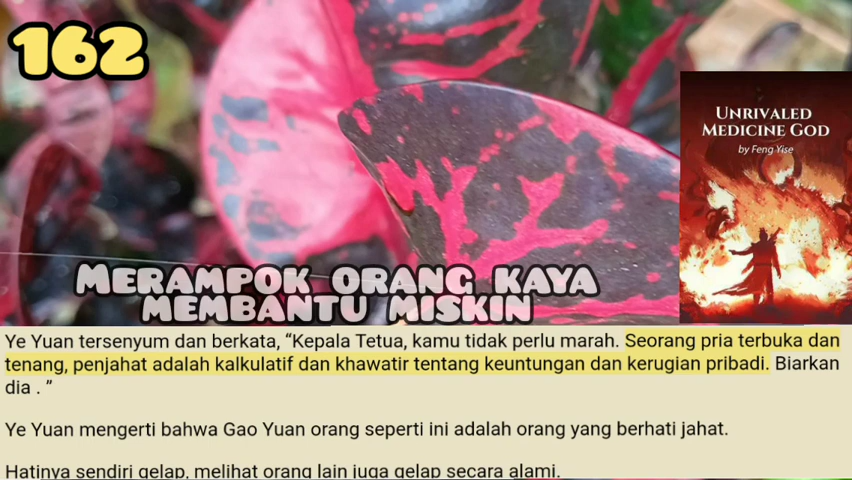 162
UNRIVALED
MEDICINE GOD
by Feng Yise
MERAMPOK ORANG KAYA
MEMBANTU MISKIN
Ye Yuan tersenyum dan berkata, “Kepala Tetua, kamu tidak perlu marah. Seorang pria terbuka dan
tenang, penjahat adalah kalkulatif dan khawatir tentang keuntungan dan kerugian pribadi. Biarkan
dia . ”
Ye Yuan mengerti bahwa Gao Yuan orang seperti ini adalah orang yang berhati jahat.
Hatinya sendiri gelap, melihat orang lain juga gelap secara alami.